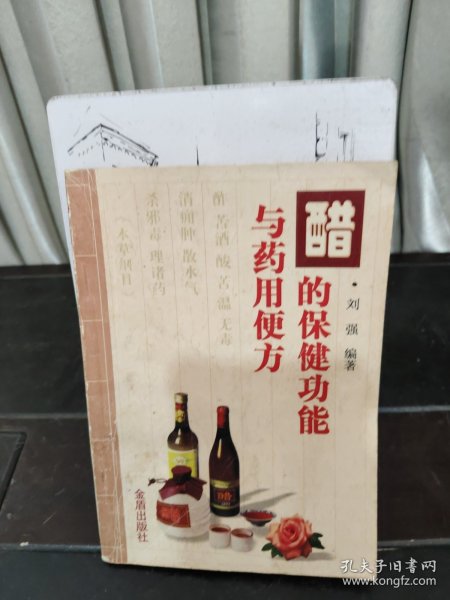 醋
的保健功能
与药用便方
·刘强 编著
醋 苦酒 酸 苦 温 无毒
消痈肿 散水气
杀邪毒 理诸药
《本草纲目》
醋
金盾出版社
孔夫子旧书网
www.kongfz.com